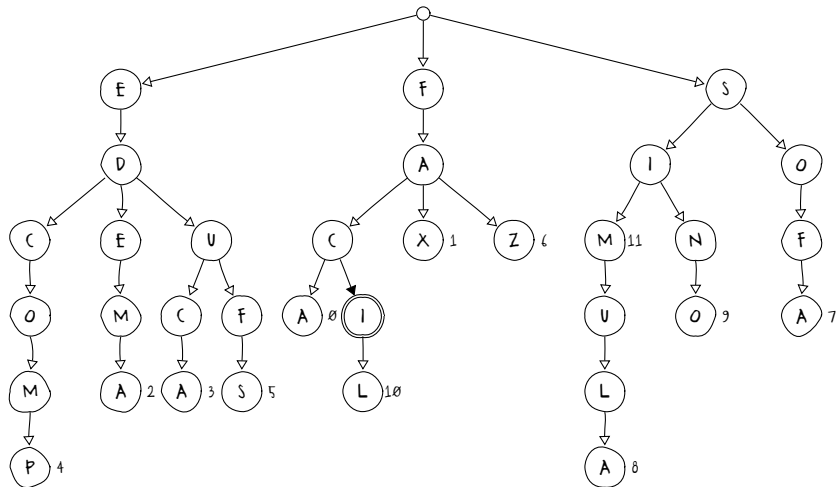 E F S
D A I O
C E U C X 1 Z 6 M 11 N F
O M C F A 0 I U O 9 A 7
M A 2 A 3 S 5 L 10 L
P 4 A 8